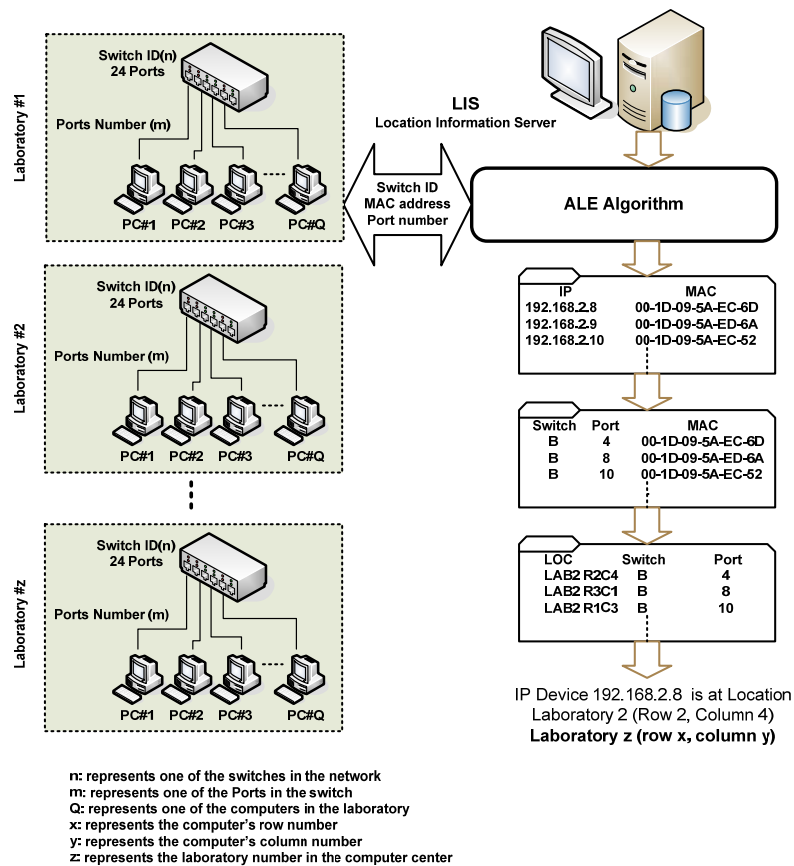 Laboratory #1
Switch ID(n)
24 Ports
Ports Number (m)
PC#1 PC#2 PC#3 PC#Q
Laboratory #2
Switch ID(n)
24 Ports
Ports Number (m)
PC#1 PC#2 PC#3 PC#Q
Laboratory #z
Switch ID(n)
24 Ports
Ports Number (m)
PC#1 PC#2 PC#3 PC#Q
LIS
Location Information Server
Switch ID
MAC address
Port number
ALE Algorithm
IP MAC
192.168.2.8 00-1D-09-5A-EC-6D
192.168.2.9 00-1D-09-5A-ED-6A
192.168.2.10 00-1D-09-5A-EC-52
Switch Port MAC
B 4 00-1D-09-5A-EC-6D
B 8 00-1D-09-5A-ED-6A
B 10 00-1D-09-5A-EC-52
LOC Switch Port
LAB2 R2C4 B 4
LAB2 R3C1 B 8
LAB2 R1C3 B 10
IP Device 192.168.2.8 is at Location
Laboratory 2 (Row 2, Column 4)
Laboratory z (row x, column y)
n: represents one of the switches in the network
m: represents one of the Ports in the switch
Q: represents one of the computers in the laboratory
x: represents the computer's row number
y: represents the computer's column number
z: represents the laboratory number in the computer center